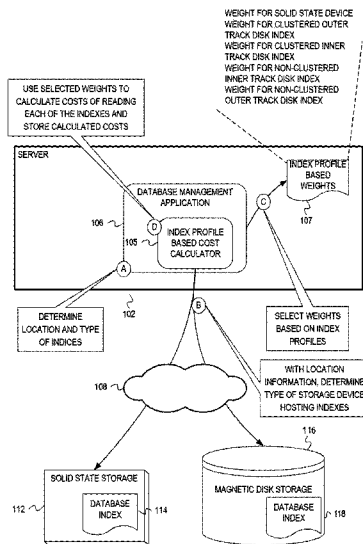 WEIGHT FOR SOLID STATE DEVICE
WEIGHT FOR CLUSTERED OUTER
TRACK DISK INDEX
WEIGHT FOR CLUSTERED INNER
TRACK DISK INDEX
WEIGHT FOR NON-CLUSTERED
INNER TRACK DISK INDEX
WEIGHT FOR NON-CLUSTERED
OUTER TRACK DISK INDEX
USE SELECTED WEIGHTS TO
CALCULATE COSTS OF READING
EACH OF THE INDEXES AND
STORE CALCULATED COSTS
SERVER
DATABASE MANAGEMENT
APPLICATION
106
D
105
INDEX PROFILE
BASED COST
CALCULATOR
C
INDEX PROFILE
BASED
WEIGHTS
107
A
102
DETERMINE
LOCATION AND TYPE
OF INDICES
B
SELECT WEIGHTS
BASED ON INDEX
PROFILES
WITH LOCATION
INFORMATION, DETERMINE
TYPE OF STORAGE DEVICE
HOSTING INDEXES
108
116
SOLID STATE STORAGE
112
114
DATABASE
INDEX
MAGNETIC DISK STORAGE
DATABASE
INDEX
118